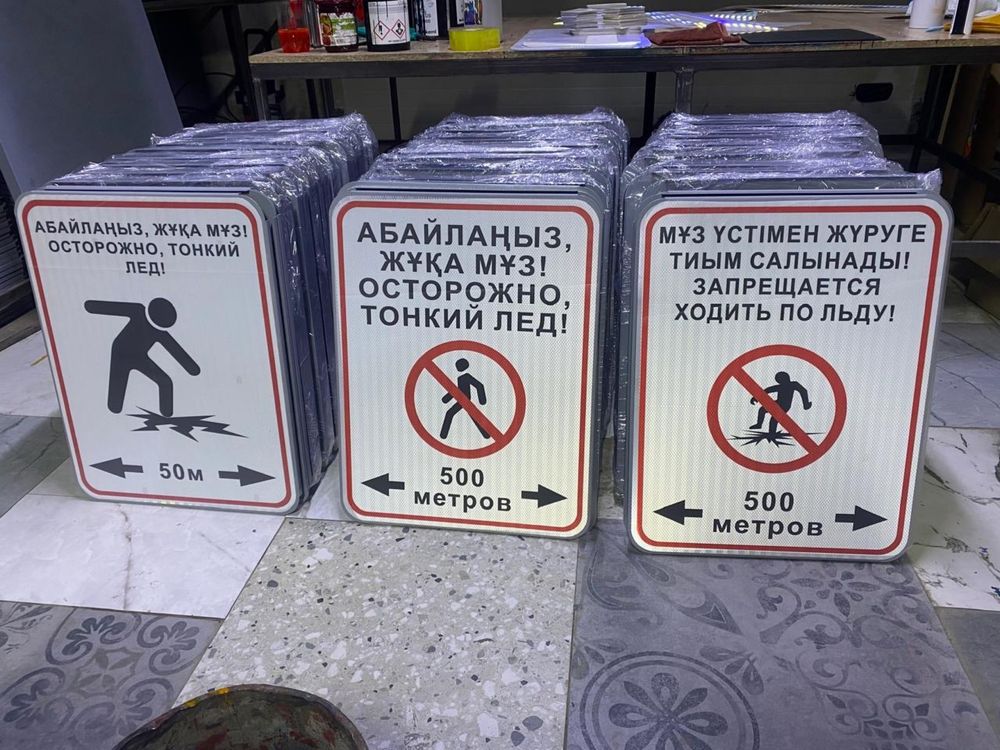 АБАЙЛАҢЫЗ, ЖҰҚА МҰЗ!
ОСТОРОЖНО, ТОНКИЙ
ЛЕД!
50м
АБАЙЛАҢЫЗ,
ЖҰҚА МҰЗ!
ОСТОРОЖНО,
ТОНКИЙ ЛЕД!
500
метров
МҰЗ ҮСТІМЕН ЖҮРУГЕ
ТИЫМ САЛЫНАДЫ!
ЗАПРЕЩАЕТСЯ
ХОДИТЬ ПО ЛЬДУ!
500
метров